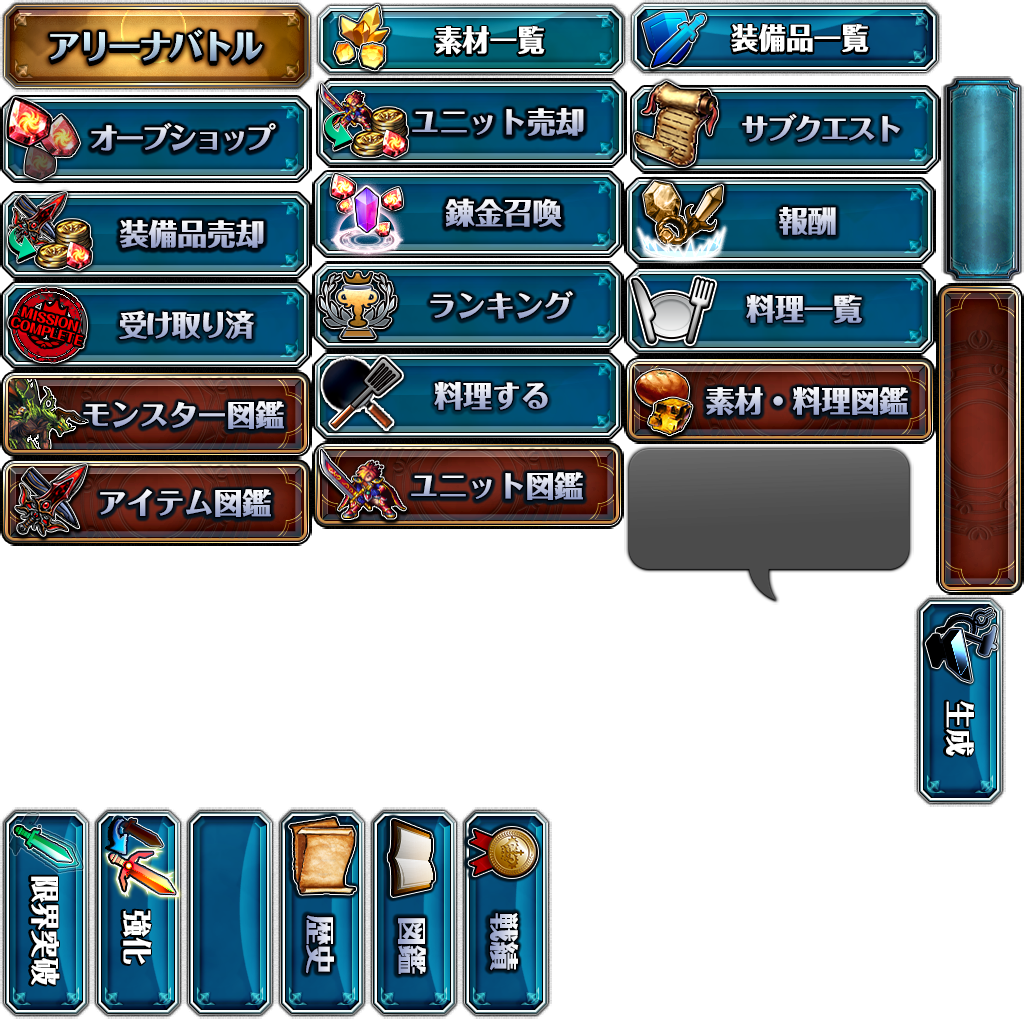 アリーナバトル
素材一覧
装備品一覧
オーブショップ
ユニット売却
サブクエスト
装備品売却
錬金召喚
報酬
MISSION COMPLETE
受け取り済
ランキング
料理一覧
モンスター図鑑
料理する
素材・料理図鑑
アイテム図鑑
ユニット図鑑
生成
限界突破
強化
歴史
図鑑
戦績